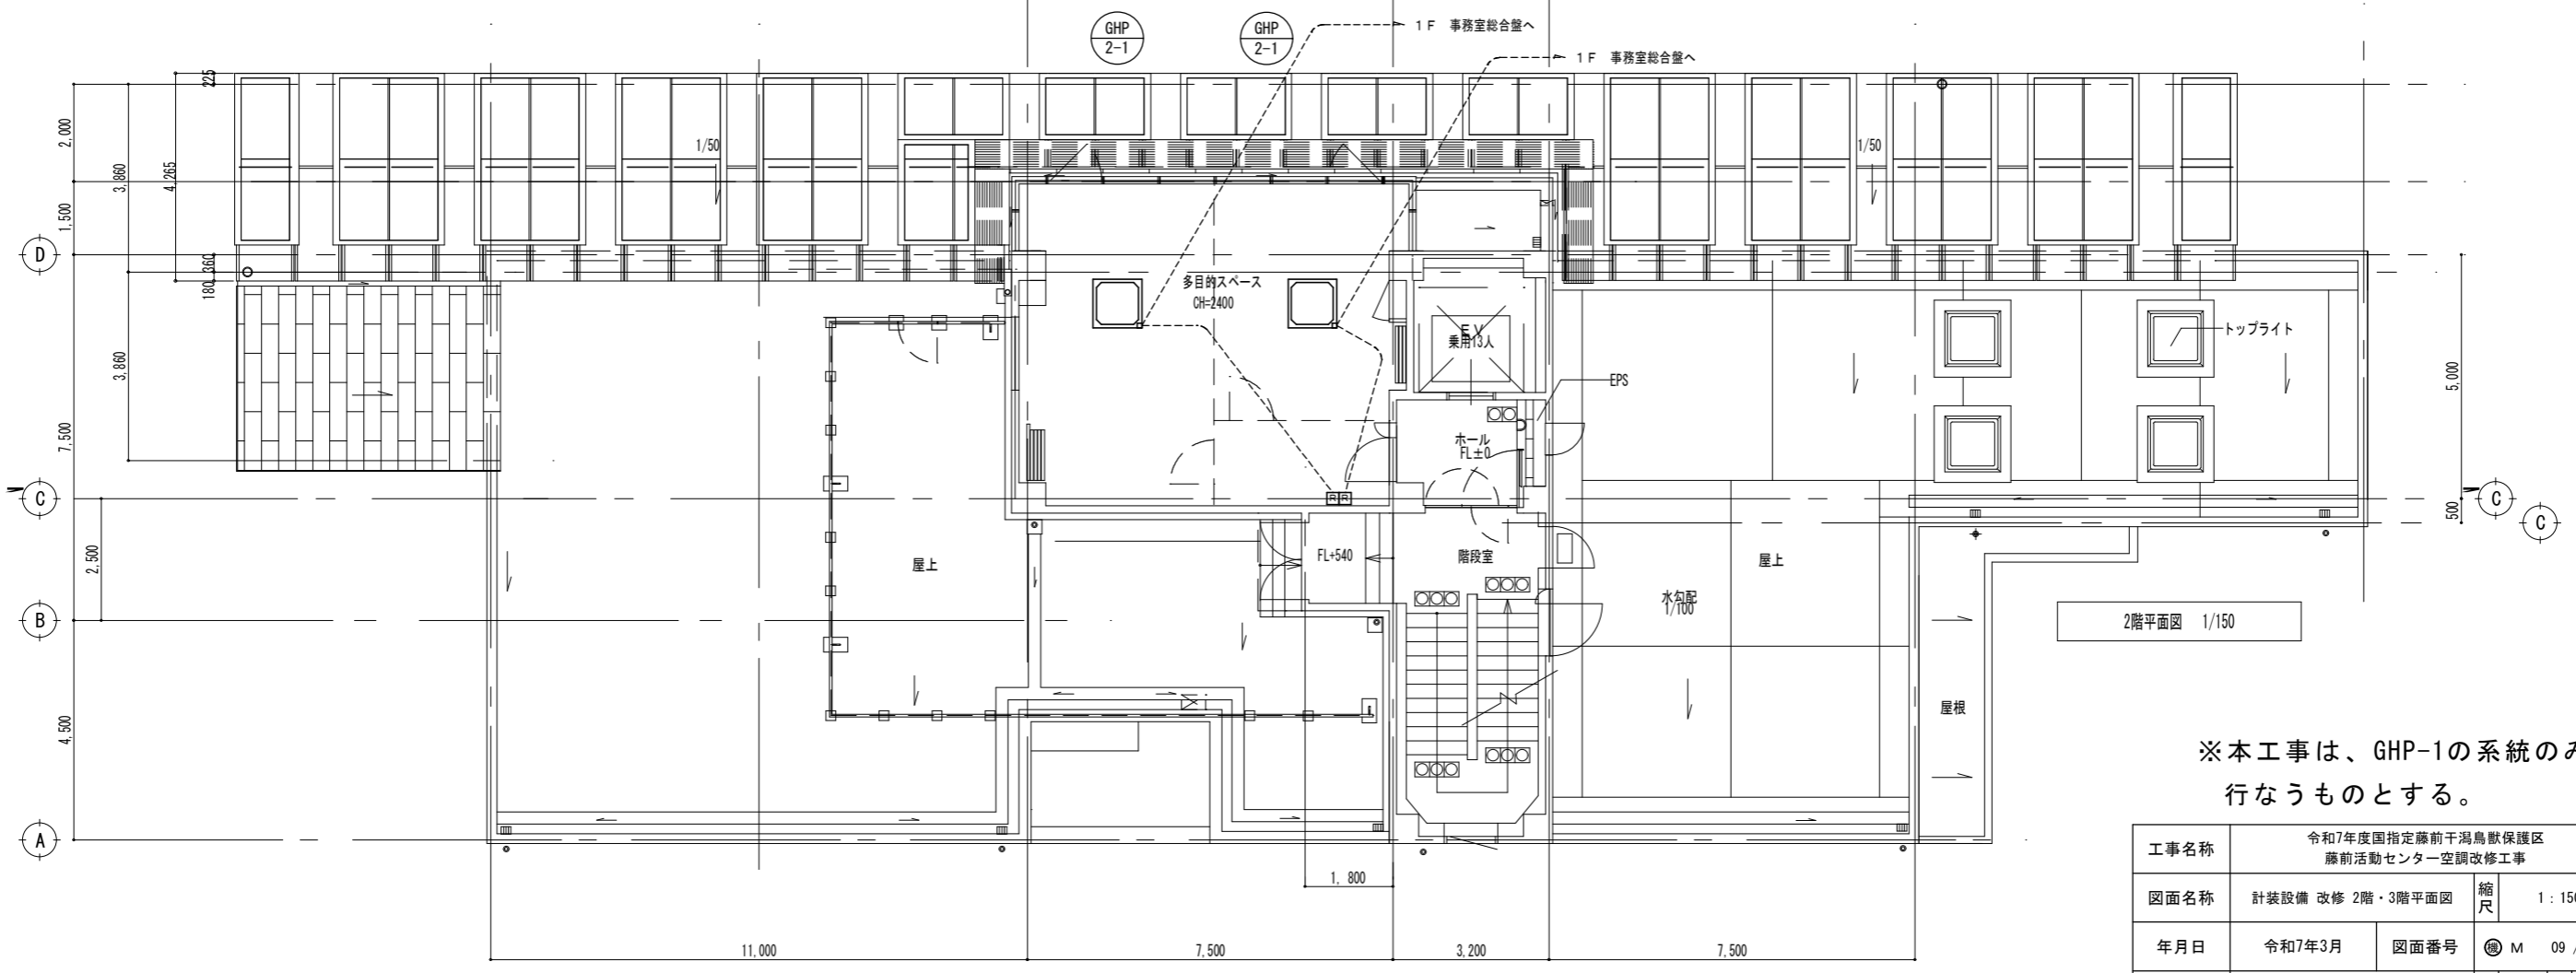 GHP
2-1
GHP
2-1
1F 事務室総合盤へ
1F 事務室総合盤へ
225
2,000
3,860
4,265
1,500
360
180
3,860
7,500
2,500
4,500
1/50
1/50
D
C
B
A
多目的スペース
CH=2400
EV
乗用13人
EPS
ホール
FL±0
R R
トップライト
5,000
500
C
C
屋上
FL+540
階段室
屋上
水勾配
1/100
屋根
2階平面図 1/150
1,800
11,000
7,500
3,200
7,500
※本工事は、GHP-1の系統のみ
行なうものとする。
工事名称
令和7年度国指定藤前干潟鳥獣保護区
藤前活動センター空調改修工事
図面名称
計装設備 改修 2階・3階平面図
縮尺
1:150
年月日
令和7年3月
図面番号
機 M 09 /